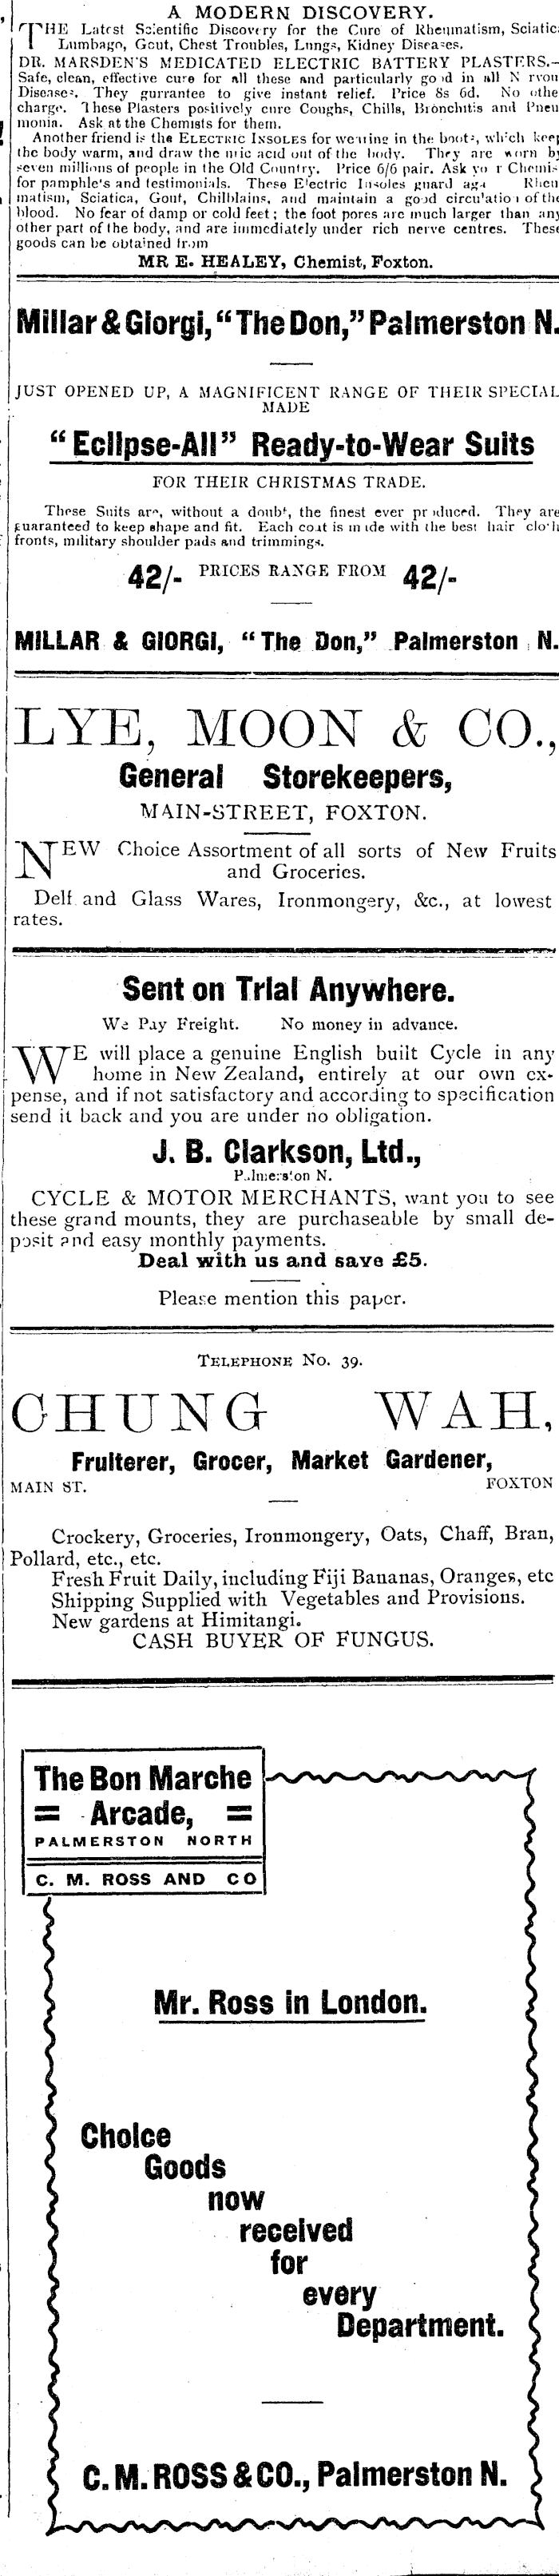 A MODERN DISCOVERY.
THE Latest Scientific Discovery for the Cure of Rheumatism, Sciatic
Lumbago, Gout, Chest Troubles, Lungs, Kidney Diseases.
DR. MARSDEN'S MEDICATED ELECTRIC BATTERY PLASTERS.—
Safe, clean, effective cure for all these and particularly good in all N rvou
Diseases. They gurrantee to give instant relief. Price 8s 6d. No othe
charge. These Plasters positively cure Coughs, Chills, Bronchitis and Pneu
monia. Ask at the Chemists for them.
Another friend is the ELECTRIC INSOLES for wearing in the boots, which keep
the body warm, and draw the uric acid out of the body. They are worn by
seven millions of people in the Old Country. Price 6/6 pair. Ask yo r Chemis
for pamphlets and testimonials. These Electric Insoles guard aga Rheu
matism, Sciatica, Gout, Chilblains, and maintain a good circulation of the
blood. No fear of damp or cold feet; the foot pores are much larger than any
other part of the body, and are immediately under rich nerve centres. These
goods can be obtained from
MR E. HEALEY, Chemist, Foxton.
Millar & Giorgi, "The Don," Palmerston N.
JUST OPENED UP, A MAGNIFICENT RANGE OF THEIR SPECIAL
MADE
"Eclipse-All" Ready-to-Wear Suits
FOR THEIR CHRISTMAS TRADE.
These Suits are, without a doubt, the finest ever produced. They are
guaranteed to keep shape and fit. Each coat is made with the best hair cloth
fronts, military shoulder pads and trimmings.
42/- PRICES RANGE FROM 42/-
MILLAR & GIORGI, "The Don," Palmerston N.
LYE, MOON & CO.,
General Storekeepers,
MAIN-STREET, FOXTON.
NEW Choice Assortment of all sorts of New Fruits
and Groceries.
Delf and Glass Wares, Ironmongery, &c., at lowest
rates.
Sent on Trial Anywhere.
We Pay Freight. No money in advance.
WE will place a genuine English built Cycle in any
home in New Zealand, entirely at our own ex-
pense, and if not satisfactory and according to specification
send it back and you are under no obligation.
J. B. Clarkson, Ltd.,
Palmerston N.
CYCLE & MOTOR MERCHANTS, want you to see
these grand mounts, they are purchaseable by small de-
posit and easy monthly payments.
Deal with us and save £5.
Please mention this paper.
TELEPHONE NO. 39.
CHUNG WAH,
Fruiterer, Grocer, Market Gardener,
MAIN ST. FOXTON
Crockery, Groceries, Ironmongery, Oats, Chaff, Bran,
Pollard, etc., etc.
Fresh Fruit Daily, including Fiji Bananas, Oranges, etc
Shipping Supplied with Vegetables and Provisions.
New gardens at Himitangi.
CASH BUYER OF FUNGUS.
The Bon Marche
= Arcade, =
PALMERSTON NORTH
C. M. ROSS AND CO
Mr. Ross in London.
Choice
Goods
now
received
for
every
Department.
C. M. ROSS & CO., Palmerston N.